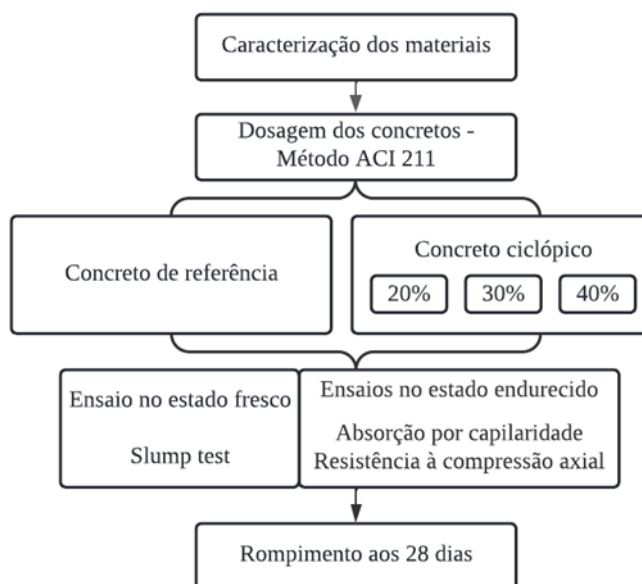 Caracterização dos materiais
Dosagem dos concretos -
Método ACI 211
Concreto de referência
Concreto ciclópico
20%
30%
40%
Ensaio no estado fresco
Slump test
Ensaios no estado endurecido
Absorção por capilaridade
Resistência à compressão axial
Rompimento aos 28 dias